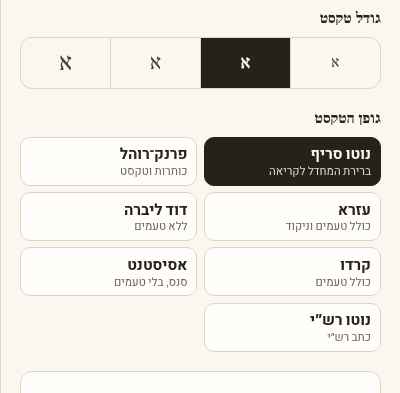 גודל טקסט
א
א
א
א
גופן הטקסט
נוטו סריף
ברירת המחדל לקריאה
פרנק־רוהל
כותרות וטקסט
עזרא
כולל טעמים וניקוד
דוד ליברה
ללא טעמים
קרדו
כולל טעמים
אסיסטנט
סנס, בלי טעמים
נוטו רש״י
כתב רש״י